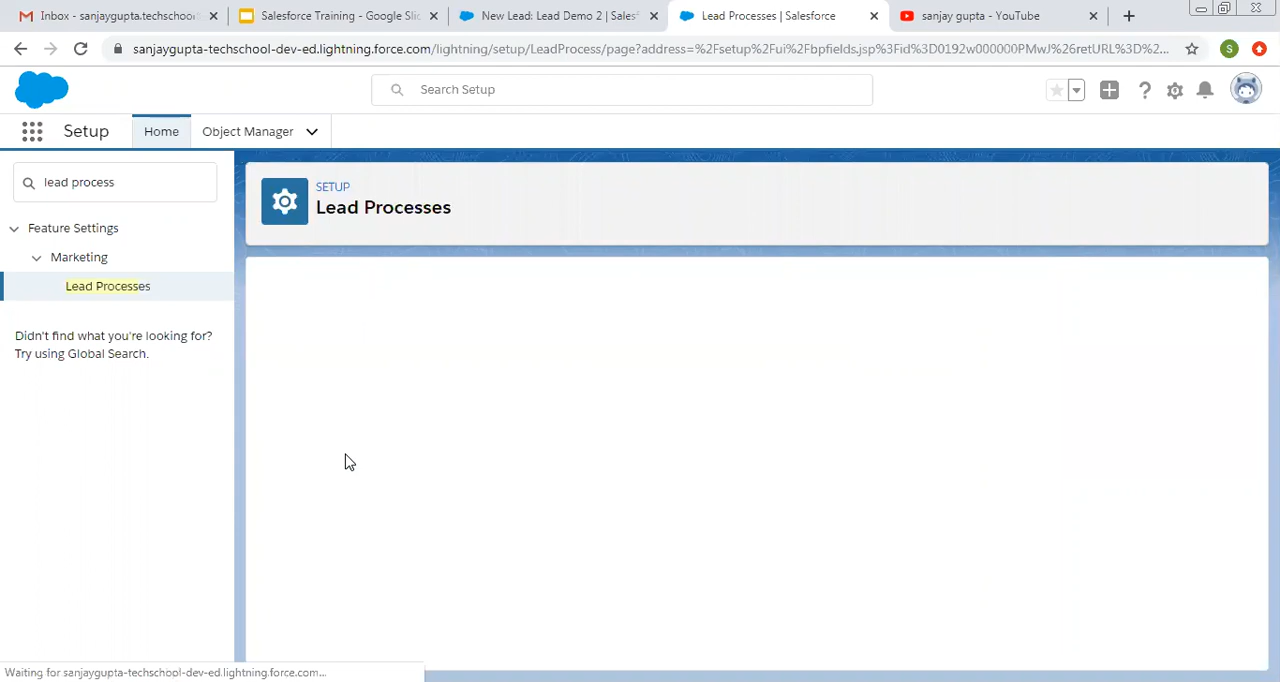 Inbox - sanjaygupta.techschool
Salesforce Training - Google Slid
New Lead: Lead Demo 2 | Salesf
Lead Processes | Salesforce
sanjay gupta - YouTube
sanjaygupta-techschool-dev-ed.lightning.force.com/lightning/setup/LeadProcess/page?address=%2Fsetup%2Fui%2Fbpfields.jsp%3Fid%3D0192w000000PMwJ%26retURL%3D%2...
S
Search Setup
Setup
Home
Object Manager
lead process
SETUP
Lead Processes
Feature Settings
Marketing
Lead Processes
Didn't find what you're looking for?
Try using Global Search.
Waiting for sanjaygupta-techschool-dev-ed.lightning.force.com...